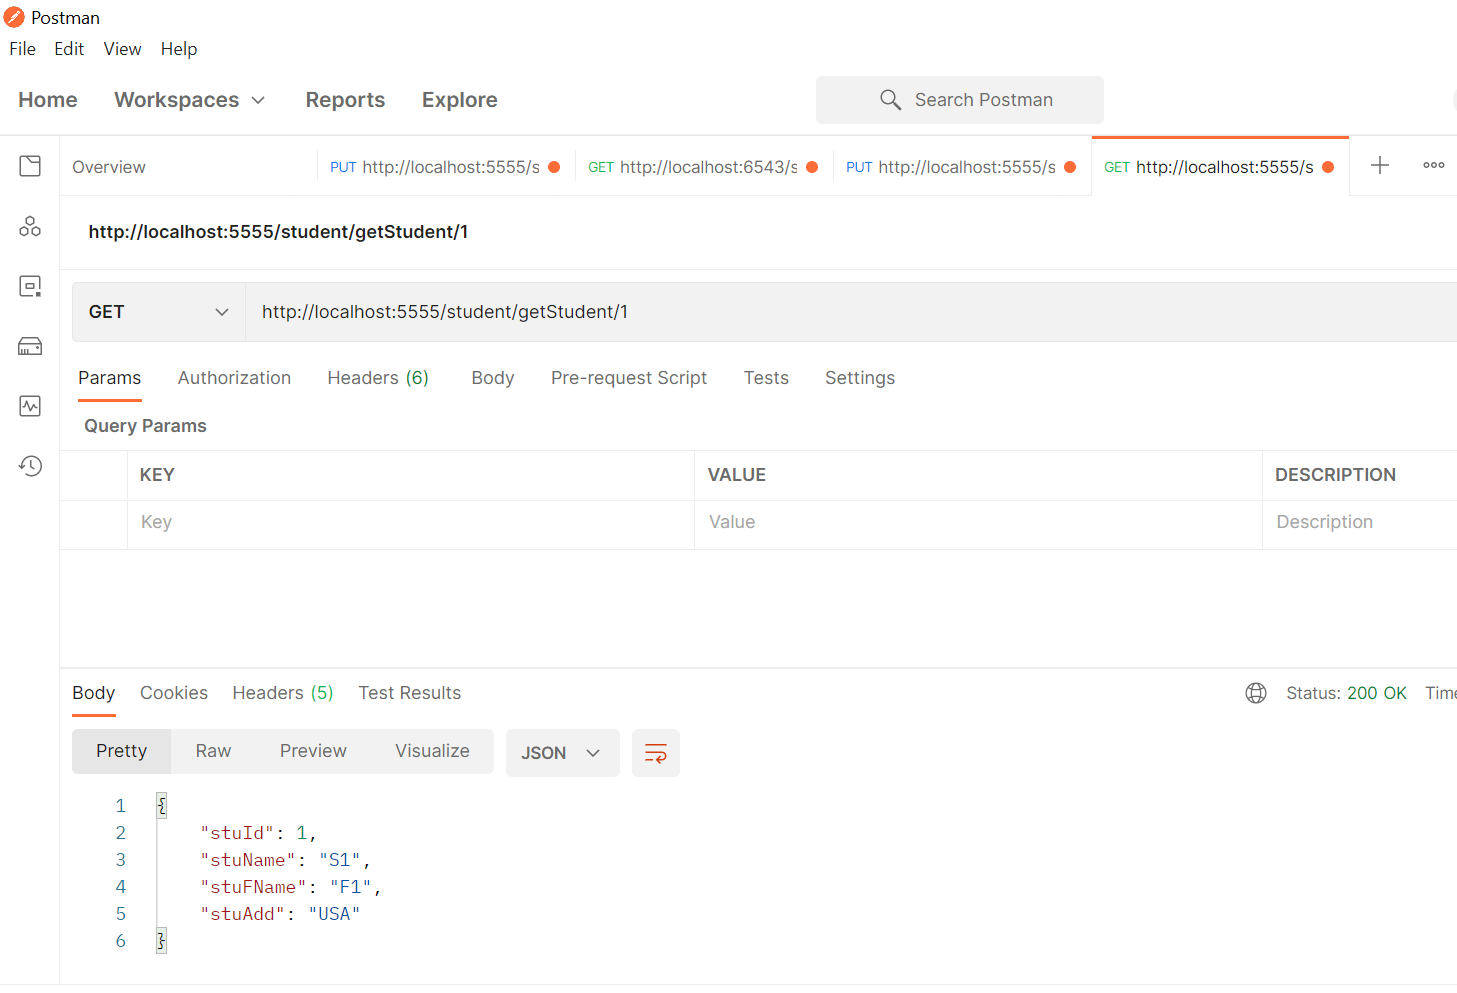 Postman
File Edit View Help
Home Workspaces Reports Explore Search Postman
Overview PUT http://localhost:5555/s GET http://localhost:6543/s PUT http://localhost:5555/s GET http://localhost:5555/s
http://localhost:5555/student/getStudent/1
GET http://localhost:5555/student/getStudent/1
Params Authorization Headers (6) Body Pre-request Script Tests Settings
Query Params
KEY VALUE DESCRIPTION
Key Value Description
Body Cookies Headers (5) Test Results Status: 200 OK Time
Pretty Raw Preview Visualize JSON
1 {
2 "stuId": 1,
3 "stuName": "S1",
4 "stuFName": "F1",
5 "stuAdd": "USA"
6 }